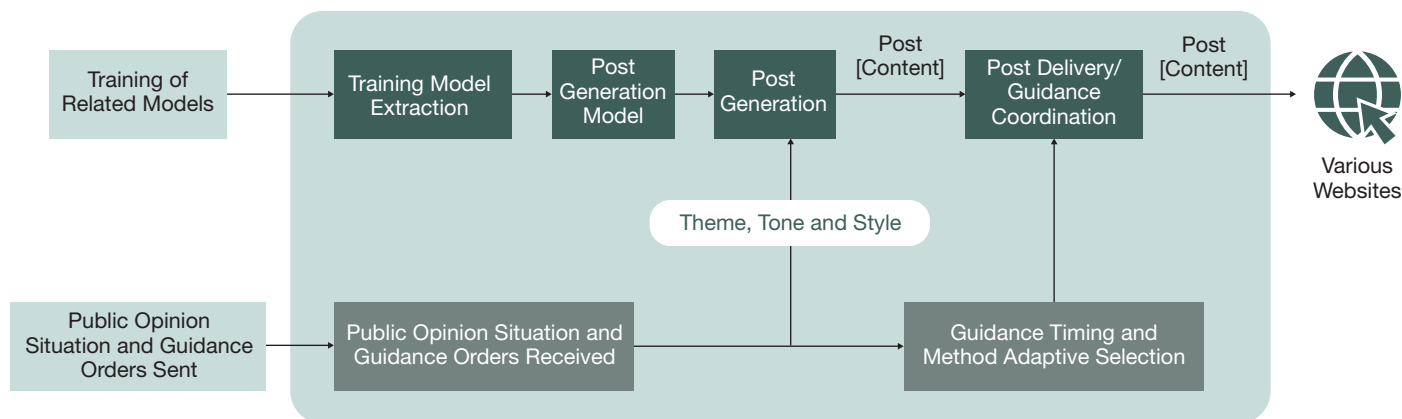 Training of
Related Models
Training Model
Extraction
Post
Generation
Model
Post
Generation
Post
[Content]
Post Delivery/
Guidance
Coordination
Post
[Content]
Various
Websites
Theme, Tone and Style
Public Opinion
Situation and Guidance
Orders Sent
Public Opinion Situation and
Guidance Orders Received
Guidance Timing and
Method Adaptive Selection